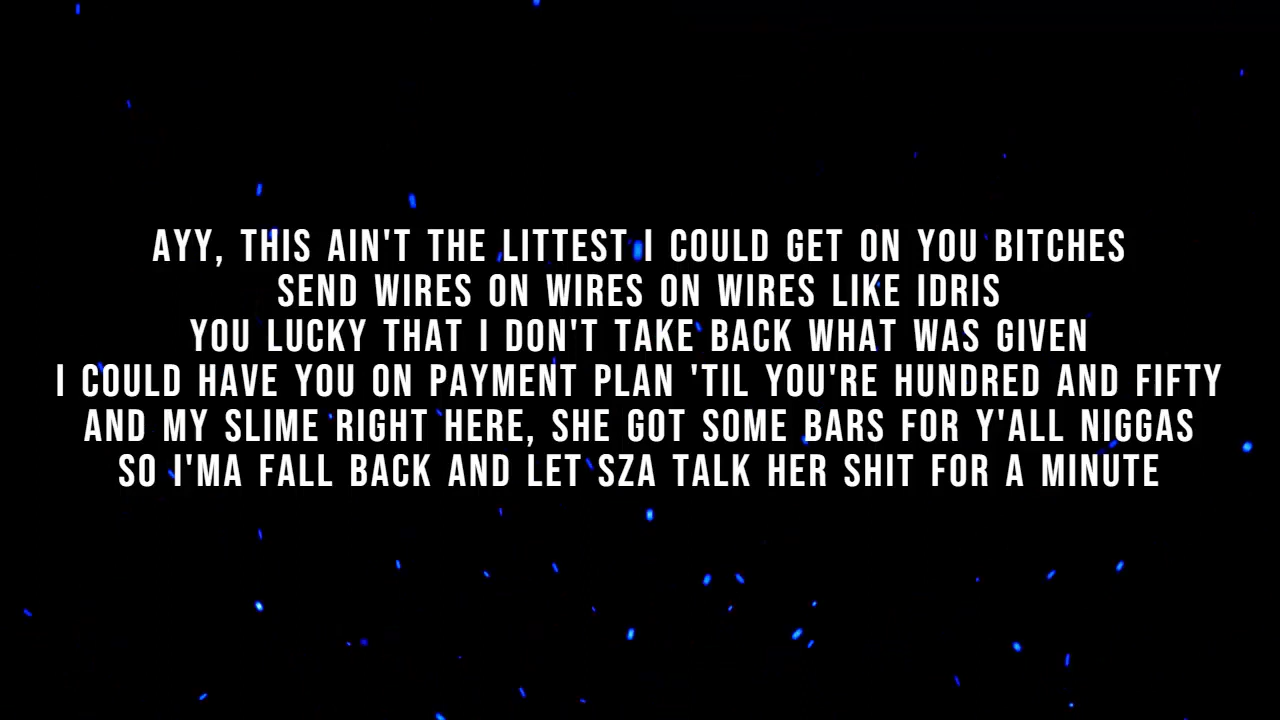 AYY, THIS AIN'T THE LITTEST I COULD GET ON YOU BITCHES
SEND WIRES ON WIRES ON WIRES LIKE IDRIS
YOU LUCKY THAT I DON'T TAKE BACK WHAT WAS GIVEN
I COULD HAVE YOU ON PAYMENT PLAN 'TIL YOU'RE HUNDRED AND FIFTY
AND MY SLIME RIGHT HERE, SHE GOT SOME BARS FOR Y'ALL NIGGAS
SO I'MA FALL BACK AND LET SZA TALK HER SHIT FOR A MINUTE